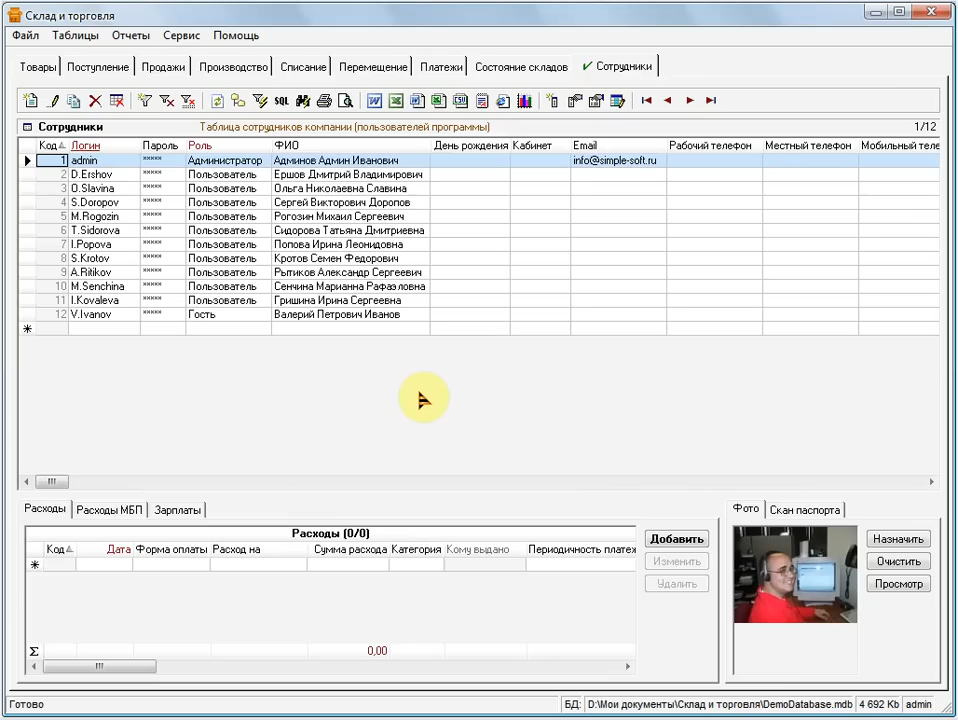 Склад и торговля
Файл Таблицы Отчеты Сервис Помощь
Товары Поступление Продажи Производство Списание Перемещение Платежи Состояние складов Сотрудники
SQL
Сотрудники Таблица сотрудников компании (пользователей программы) 1/12
Код Логин Пароль Роль ФИО День рождения Кабинет Email Рабочий телефон Местный телефон Мобильный теле
1 admin ***** Администратор Админов Админ Иванович info@simple-soft.ru
2 D.Ershov ***** Пользователь Ершов Дмитрий Владимирович
3 O.Slavina ***** Пользователь Ольга Николаевна Славина
4 S.Doropov ***** Пользователь Сергей Викторович Доропов
5 M.Rogozin ***** Пользователь Рогозин Михаил Сергеевич
6 T.Sidorova ***** Пользователь Сидорова Татьяна Дмитриевна
7 I.Popova ***** Пользователь Попова Ирина Леонидовна
8 S.Krotov ***** Пользователь Кротов Семен Федорович
9 A.Ritikov ***** Пользователь Рытиков Александр Сергеевич
10 M.Senchina ***** Пользователь Сенчина Марианна Рафаэловна
11 I.Kovaleva ***** Пользователь Гришина Ирина Сергеевна
12 V.Ivanov ***** Гость Валерий Петрович Иванов
Расходы Расходы МБП Зарплаты
Расходы (0/0)
Код Дата Форма оплаты Расход на Сумма расхода Категория Кому выдано Периодичность платеж
Σ 0,00
Добавить
Изменить
Удалить
Фото Скан паспорта
Назначить
Очистить
Просмотр
Готово БД: D:\Мои документы\Склад и торговля\DemoDatabase.mdb 4 692 Kb admin